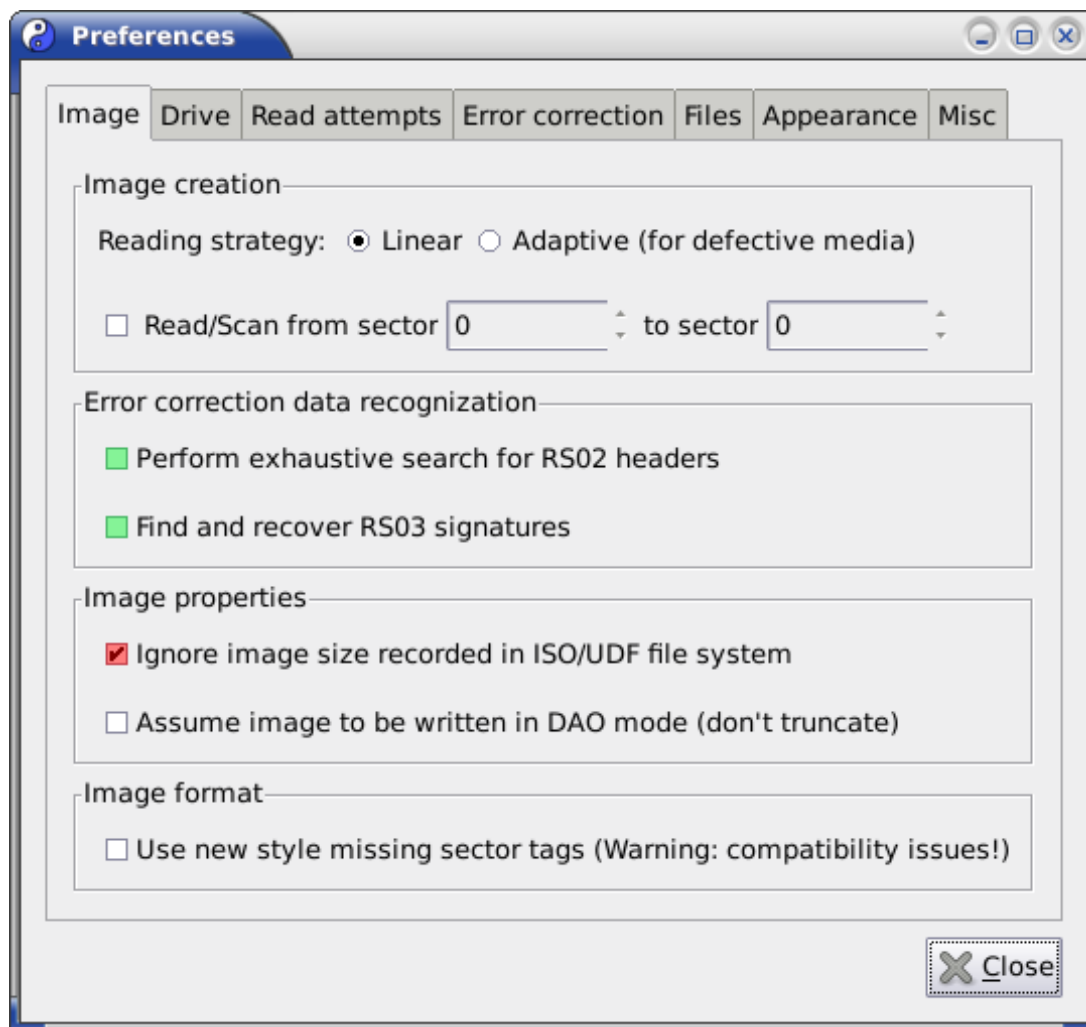 Preferences
Image Drive Read attempts Error correction Files Appearance Misc
Image creation
Reading strategy: Linear Adaptive (for defective media)
Read/Scan from sector 0 to sector 0
Error correction data recognization
Perform exhaustive search for RS02 headers
Find and recover RS03 signatures
Image properties
Ignore image size recorded in ISO/UDF file system
Assume image to be written in DAO mode (don't truncate)
Image format
Use new style missing sector tags (Warning: compatibility issues!)
Close